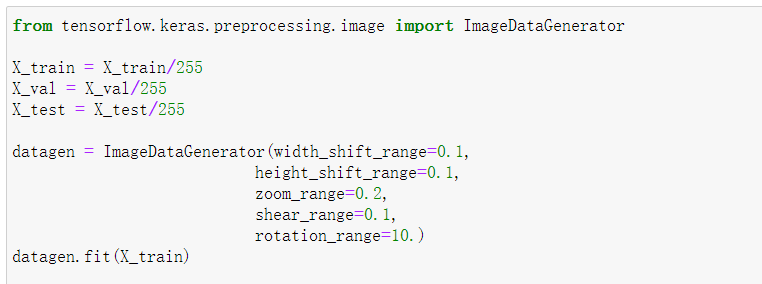 from tensorflow.keras.preprocessing.image import ImageDataGenerator
X_train = X_train/255
X_val = X_val/255
X_test = X_test/255
datagen = ImageDataGenerator(width_shift_range=0.1,
height_shift_range=0.1,
zoom_range=0.2,
shear_range=0.1,
rotation_range=10.)
datagen.fit(X_train)